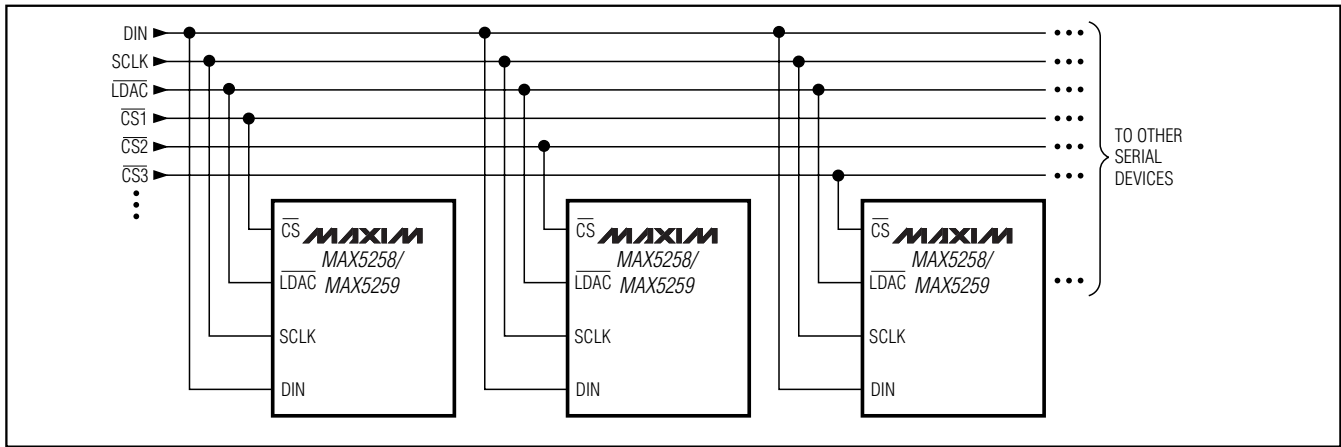 DIN
SCLK
LDAC
CS1
CS2
CS3
TO OTHER
SERIAL
DEVICES
CS MAXIM
MAX5258/
LDAC MAX5259
SCLK
DIN
CS MAXIM
MAX5258/
LDAC MAX5259
SCLK
DIN
CS MAXIM
MAX5258/
LDAC MAX5259
SCLK
DIN